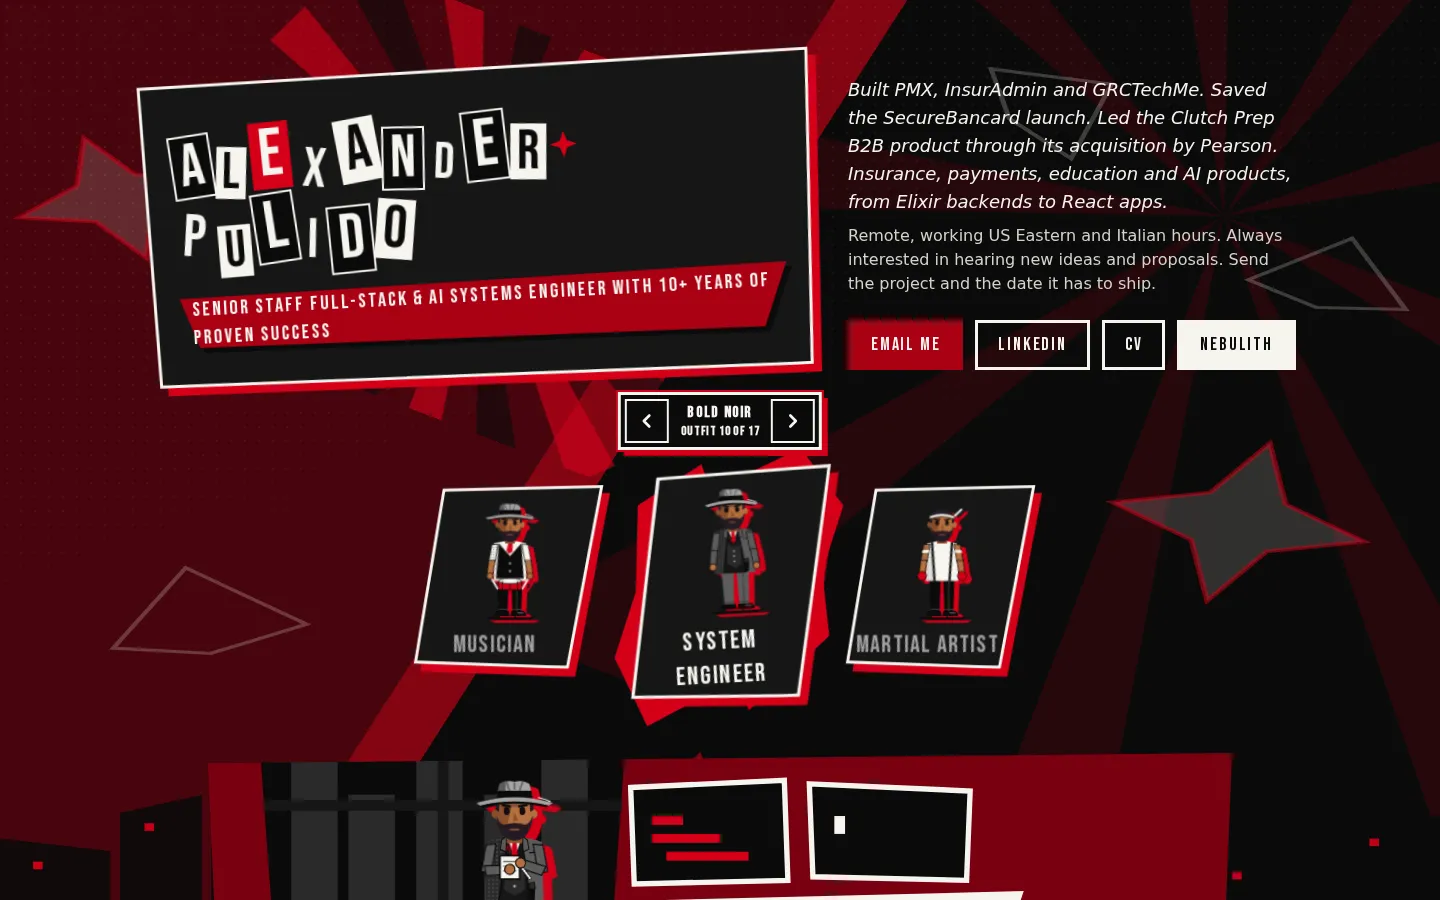 ALEXANDER
PULIDO
SENIOR STAFF FULL-STACK & AI SYSTEMS ENGINEER WITH 10+ YEARS OF
PROVEN SUCCESS
Built PMX, InsurAdmin and GRCTechMe. Saved
the SecureBancard launch. Led the Clutch Prep
B2B product through its acquisition by Pearson.
Insurance, payments, education and AI products,
from Elixir backends to React apps.
Remote, working US Eastern and Italian hours. Always
interested in hearing new ideas and proposals. Send
the project and the date it has to ship.
EMAIL ME
LINKEDIN
CV
NEBULITH
BOLD NOIR
OUTFIT 10 OF 17
MUSICIAN
SYSTEM
ENGINEER
MARTIAL ARTIST